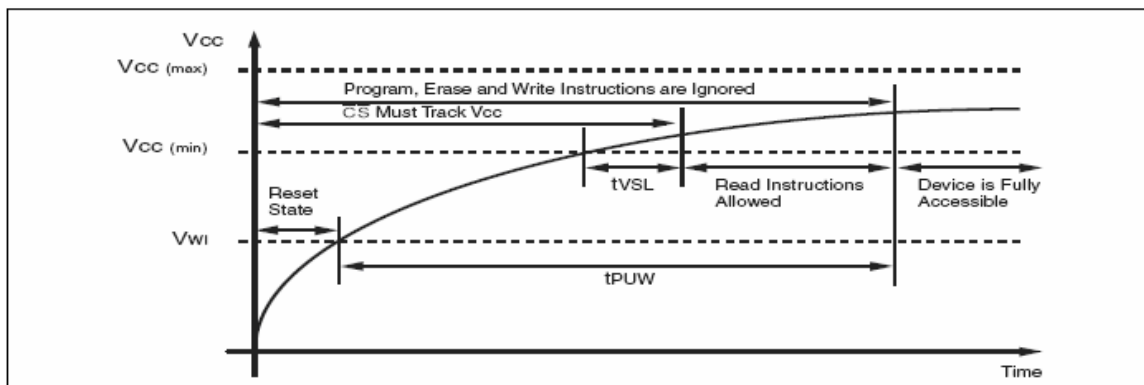 Vcc
Vcc (max)
Program, Erase and Write Instructions are Ignored
CS Must Track Vcc
Vcc (min)
tVSL
Read Instructions
Allowed
Device is Fully
Accessible
Reset
State
VWI
tPUW
Time